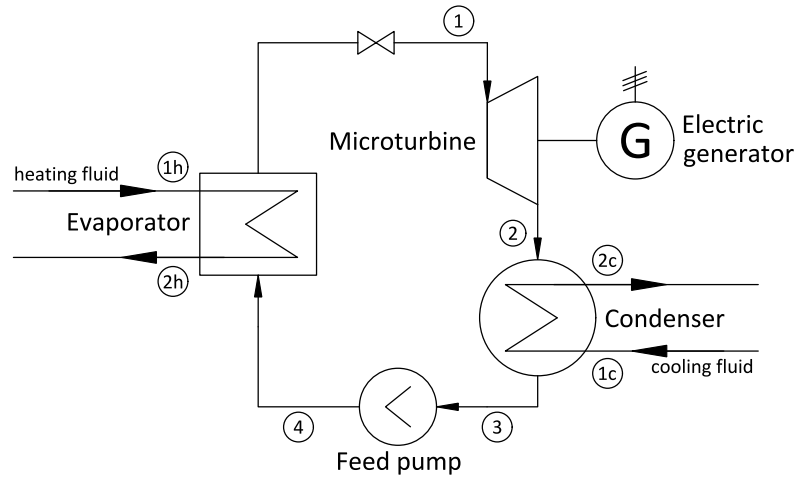 1
Microturbine
G
Electric
generator
heating fluid
1h
Evaporator
2h
2
2c
Condenser
1c
cooling fluid
4
3
Feed pump